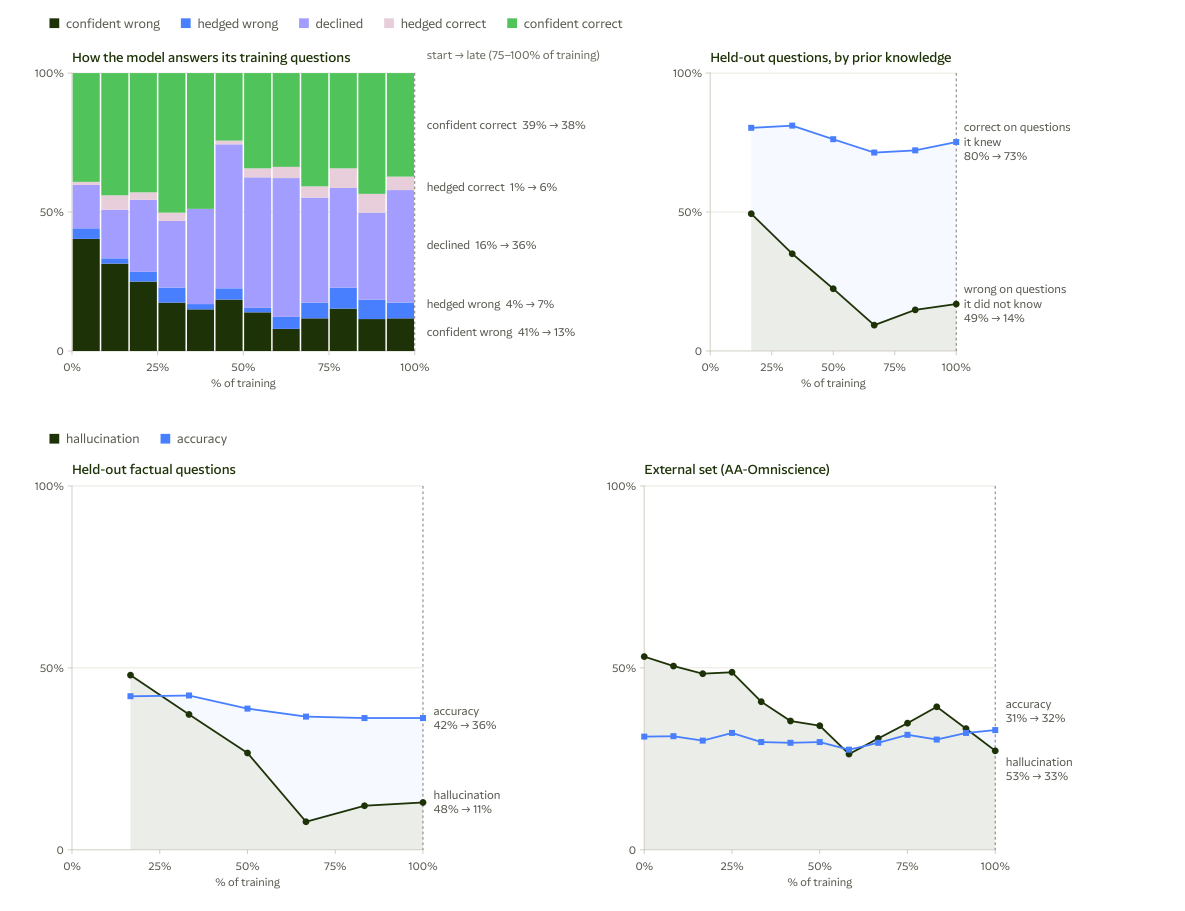 confident wrong hedged wrong declined hedged correct confident correct
How the model answers its training questions
start → late (75–100% of training)
100%
50%
0
confident correct 39% → 38%
hedged correct 1% → 6%
declined 16% → 36%
hedged wrong 4% → 7%
confident wrong 41% → 13%
0% 25% 50% 75% 100%
% of training
Held-out questions, by prior knowledge
100%
50%
0
correct on questions
it knew
80% → 73%
wrong on questions
it did not know
49% → 14%
0% 25% 50% 75% 100%
% of training
hallucination accuracy
Held-out factual questions
100%
50%
0
accuracy
42% → 36%
hallucination
48% → 11%
0% 25% 50% 75% 100%
% of training
External set (AA-Omniscience)
100%
50%
0
accuracy
31% → 32%
hallucination
53% → 33%
0% 25% 50% 75% 100%
% of training